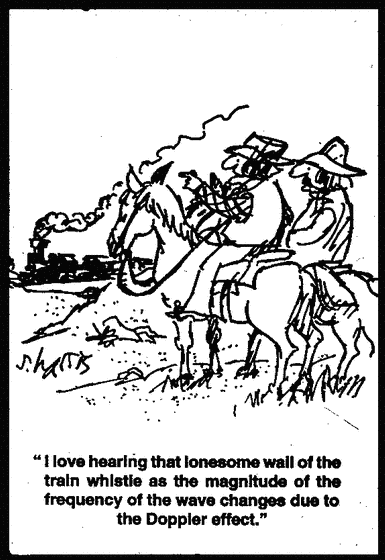 S. HARRIS
“I love hearing that lonesome wail of the
train whistle as the magnitude of the
frequency of the wave changes due to
the Doppler effect.”